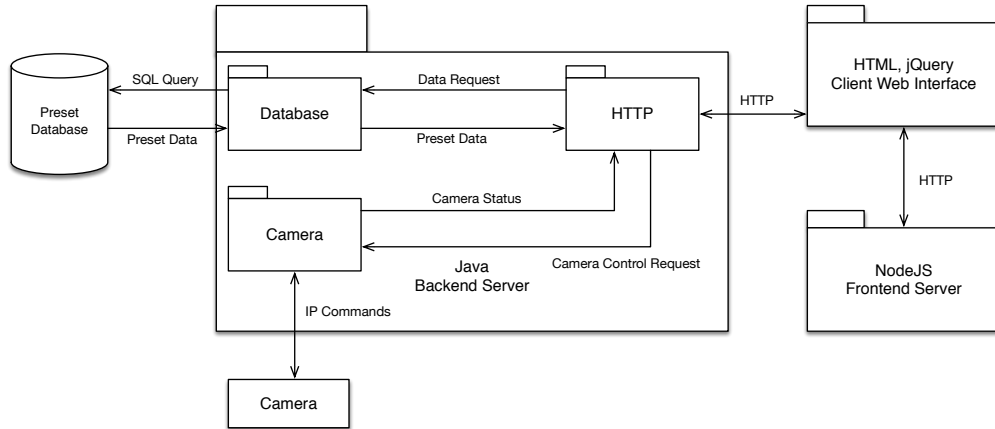 SQL Query
Data Request
HTML, jQuery
Client Web Interface
Preset
Database
Database
HTTP
HTTP
Preset Data
Preset Data
HTTP
Camera Status
Camera
Java
Backend Server
Camera Control Request
NodeJS
Frontend Server
IP Commands
Camera